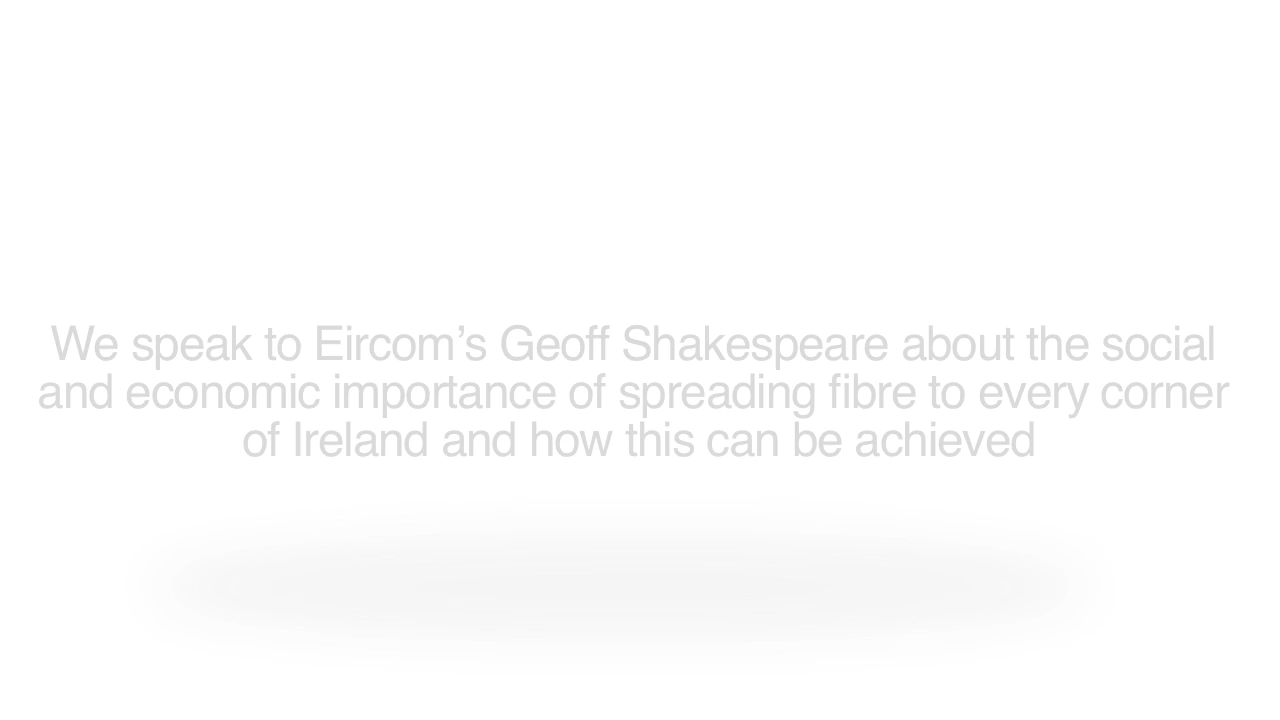 We speak to Eircom’s Geoff Shakespeare about the social
and economic importance of spreading fibre to every corner
of Ireland and how this can be achieved